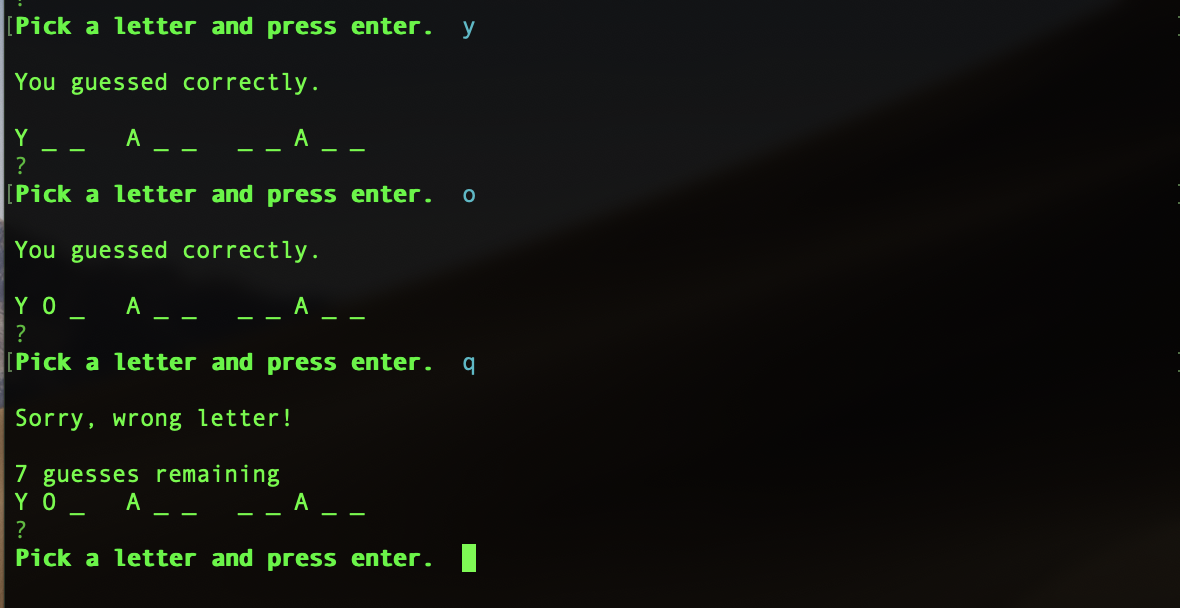 ?
[Pick a letter and press enter.  y
You guessed correctly.
Y _ _   A _ _   _ _ A _ _
?
[Pick a letter and press enter.  o
You guessed correctly.
Y O _   A _ _   _ _ A _ _
?
[Pick a letter and press enter.  q
Sorry, wrong letter!
7 guesses remaining
Y O _   A _ _   _ _ A _ _
?
Pick a letter and press enter.